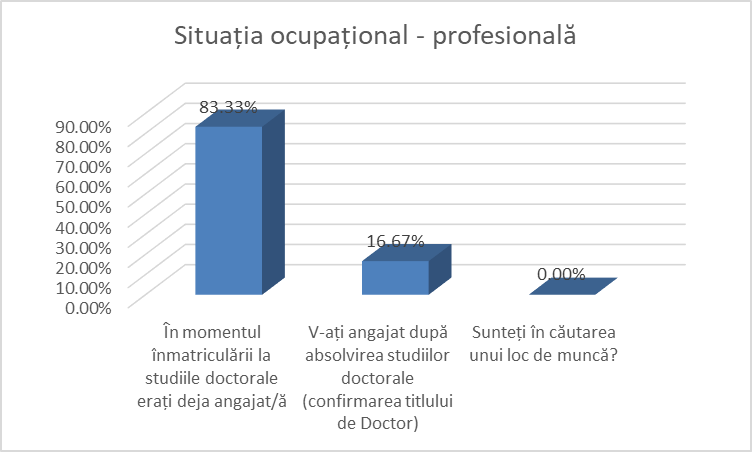 Situația ocupațional - profesională
83.33%
16.67%
0.00%
90.00%
80.00%
70.00%
60.00%
50.00%
40.00%
30.00%
20.00%
10.00%
0.00%
În momentul
înmatriculării la
studiile doctorale
erați deja angajat/ă
V-ați angajat după
absolvirea studiilor
doctorale
(confirmarea titlului
de Doctor)
Sunteți în căutarea
unui loc de muncă?